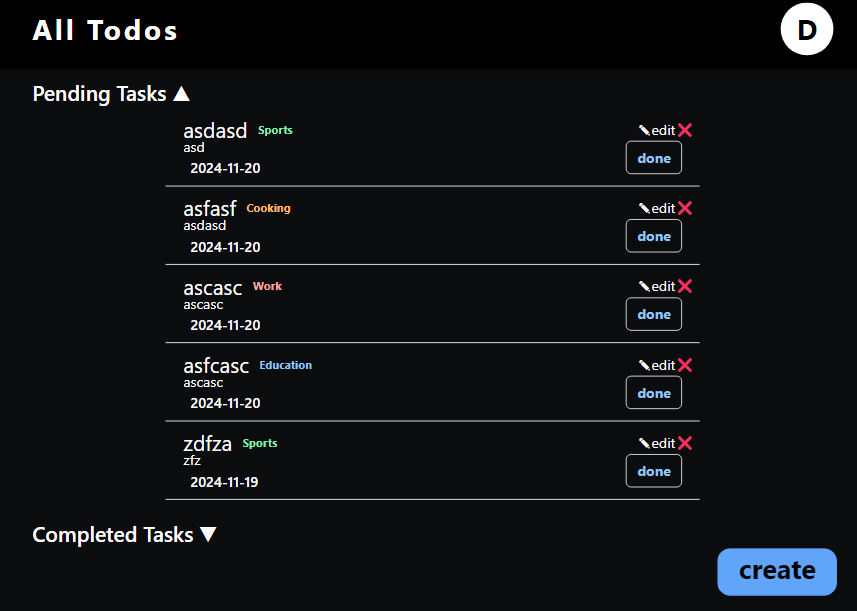 All Todos
D
Pending Tasks ▲
asdasd Sports
edit
asd
done
2024-11-20
asfasf Cooking
edit
asdasd
done
2024-11-20
ascasc Work
edit
ascasc
done
2024-11-20
asfcasc Education
edit
ascasc
done
2024-11-20
zdfza Sports
edit
zfz
done
2024-11-19
Completed Tasks ▼
create